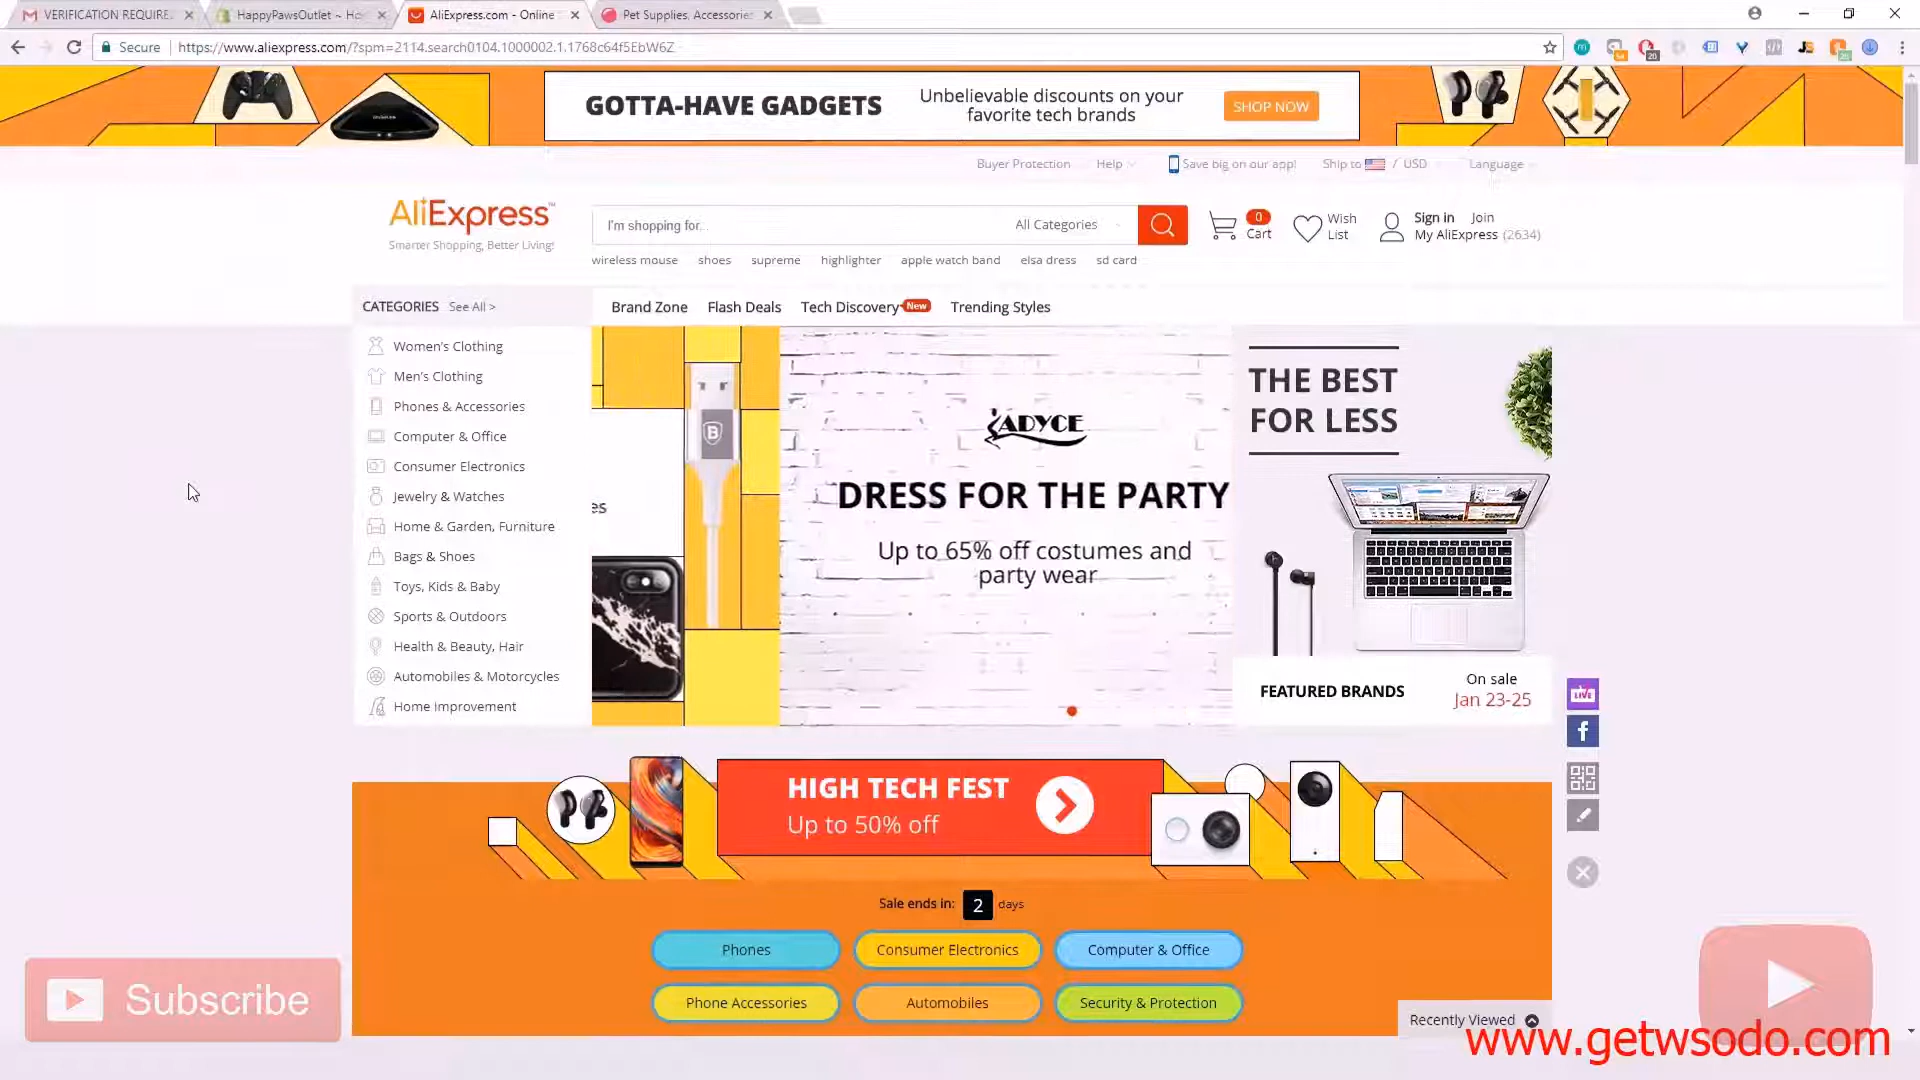 VERIFICATION REQUIRE
HappyPawsOutlet ~ Ho
AliExpress.com - Online
Pet Supplies, Accessorie
Secure
https://www.aliexpress.com/?spm=2114.search0104.1000002.1.1768c64f5EbW6Z
GOTTA-HAVE GADGETS
Unbelievable discounts on your
favorite tech brands
SHOP NOW
Buyer Protection
Help
Save big on our app!
Ship to / USD
Language
AliExpress™
Smarter Shopping, Better Living!
I'm shopping for...
All Categories
0
Cart
Wish
List
Sign in Join
My AliExpress (2634)
wireless mouse shoes supreme highlighter apple watch band elsa dress sd card
CATEGORIES See All >
Brand Zone Flash Deals Tech Discovery New Trending Styles
Women's Clothing
Men's Clothing
Phones & Accessories
Computer & Office
Consumer Electronics
Jewelry & Watches
Home & Garden, Furniture
Bags & Shoes
Toys, Kids & Baby
Sports & Outdoors
Health & Beauty, Hair
Automobiles & Motorcycles
Home Improvement
es
B
ADYCE
DRESS FOR THE PARTY
Up to 65% off costumes and
party wear
THE BEST
FOR LESS
FEATURED BRANDS
On sale
Jan 23-25
LIVE
HIGH TECH FEST
Up to 50% off
Sale ends in: 2 days
Phones
Consumer Electronics
Computer & Office
Phone Accessories
Automobiles
Security & Protection
Recently Viewed
Subscribe
www.getwsodo.com